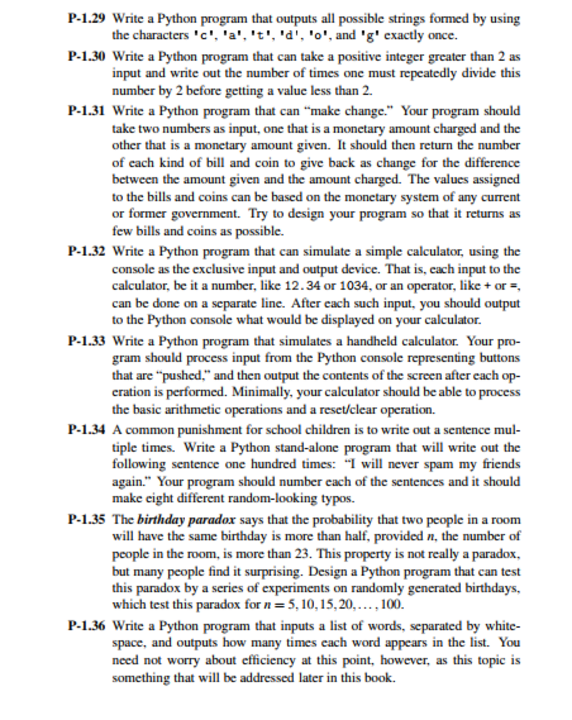 P-1.29 Write a Python program that outputs all possible strings formed by using
the characters 'c', 'a', 't', 'd', 'o', and 'g' exactly once.
P-1.30 Write a Python program that can take a positive integer greater than 2 as
input and write out the number of times one must repeatedly divide this
number by 2 before getting a value less than 2.
P-1.31 Write a Python program that can “make change.” Your program should
take two numbers as input, one that is a monetary amount charged and the
other that is a monetary amount given. It should then return the number
of each kind of bill and coin to give back as change for the difference
between the amount given and the amount charged. The values assigned
to the bills and coins can be based on the monetary system of any current
or former government. Try to design your program so that it returns as
few bills and coins as possible.
P-1.32 Write a Python program that can simulate a simple calculator, using the
console as the exclusive input and output device. That is, each input to the
calculator, be it a number, like 12.34 or 1034, or an operator, like + or =,
can be done on a separate line. After each such input, you should output
to the Python console what would be displayed on your calculator.
P-1.33 Write a Python program that simulates a handheld calculator. Your pro-
gram should process input from the Python console representing buttons
that are “pushed,” and then output the contents of the screen after each op-
eration is performed. Minimally, your calculator should be able to process
the basic arithmetic operations and a reset/clear operation.
P-1.34 A common punishment for school children is to write out a sentence mul-
tiple times. Write a Python stand-alone program that will write out the
following sentence one hundred times: “I will never spam my friends
again.” Your program should number each of the sentences and it should
make eight different random-looking typos.
P-1.35 The birthday paradox says that the probability that two people in a room
will have the same birthday is more than half, provided n, the number of
people in the room, is more than 23. This property is not really a paradox,
but many people find it surprising. Design a Python program that can test
this paradox by a series of experiments on randomly generated birthdays,
which test this paradox for n = 5, 10, 15, 20, ..., 100.
P-1.36 Write a Python program that inputs a list of words, separated by white-
space, and outputs how many times each word appears in the list. You
need not worry about efficiency at this point, however, as this topic is
something that will be addressed later in this book.